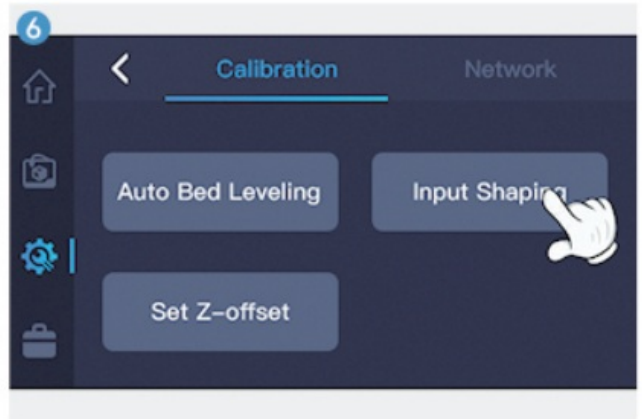 6
Calibration
Network
Auto Bed Leveling
Input Shaping
Set Z-offset